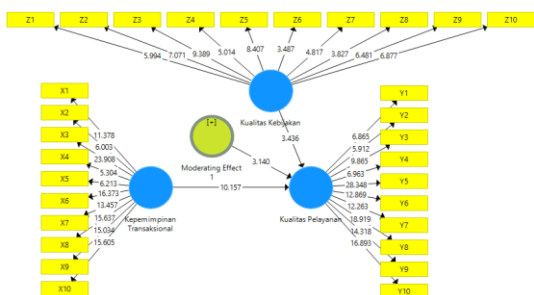 Z1 Z2 Z3 Z4 Z5 Z6 Z7 Z8 Z9 Z10
5.994 7.071 9.389 5.014 8.407 3.487 4.817 3.827 6.481 6.877
Kualitas Kebijakan
X1
X2
X3
X4
X5
X6
X7
X8
X9
X10
11.378
6.003
23.908
5.304
6.213
16.373
13.457
15.637
15.034
15.605
Kepemimpinan
Transaksional
[+]
Moderating Effect
1
3.436
3.140
10.157
Kualitas Pelayanan
6.865
5.912
9.865
6.963
28.348
12.869
12.263
18.919
14.318
16.893
Y1
Y2
Y3
Y4
Y5
Y6
Y7
Y8
Y9
Y10